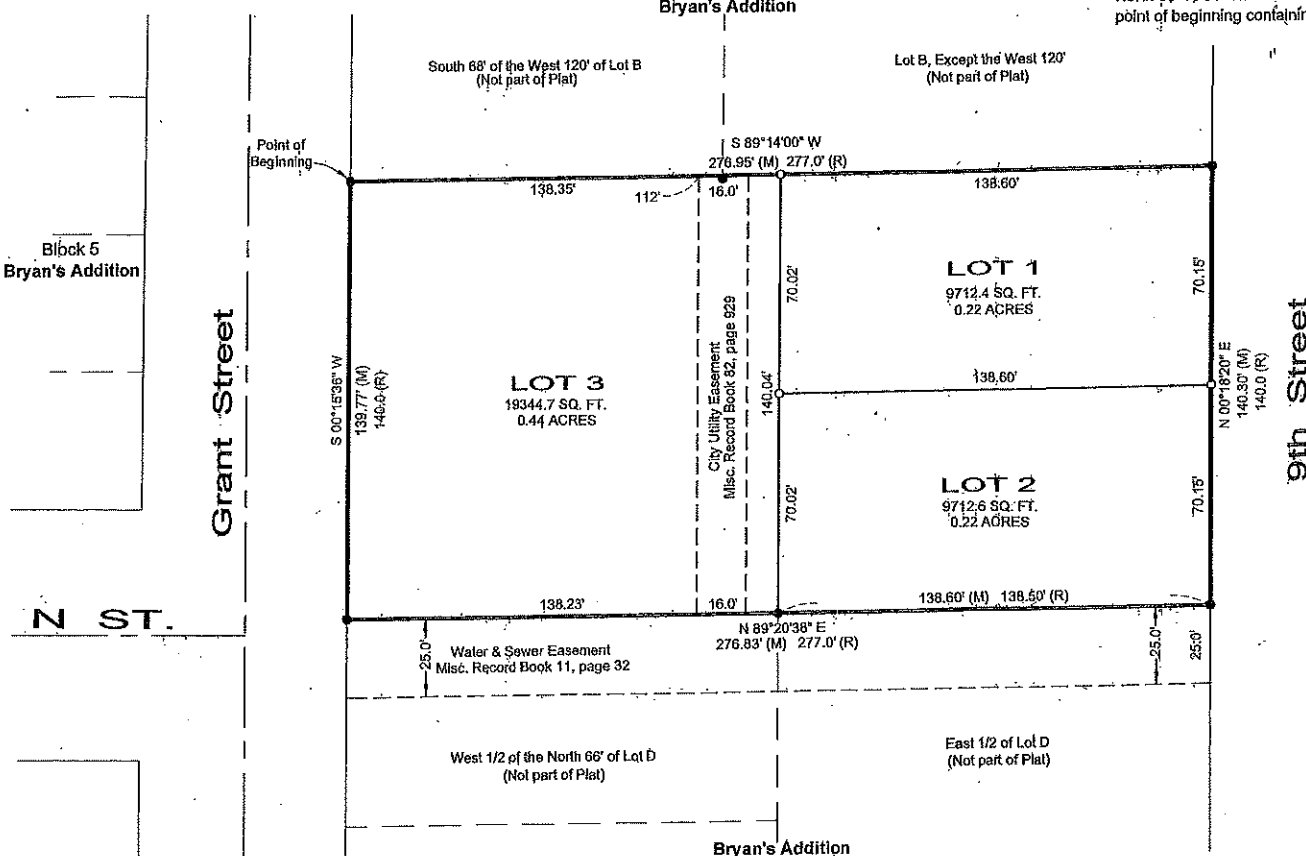 Bryan's Addition
point of beginning containin
South 68' of the West 120' of Lot B
(Not part of Plat)
Lot B, Except the West 120'
(Not part of Plat)
Point of
Beginning
S 89°14'00" W
276.95' (M) 277.0' (R)
138.35'
112'
16.0'
138.60'
Block 5
Bryan's Addition
Grant Street
S 00°15'36" W
139.77' (M)
140.0 (R)
LOT 3
19344.7 SQ. FT.
0.44 ACRES
City Utility Easement
Misc. Record Book 82, page 929
70.02'
140.04'
70.02'
LOT 1
9712.4 SQ. FT.
0.22 ACRES
138.60'
70.15'
N 00°18'20" E
140.30' (M)
140.0 (R)
9th Street
LOT 2
9712.6 SQ. FT.
0.22 ACRES
70.15'
N ST.
138.23'
16.0'
138.60' (M) 138.50' (R)
N 89°20'38" E
276.83' (M) 277.0' (R)
25.0'
Water & Sewer Easement
Misc. Record Book 11, page 32
25.0'
25.0'
West 1/2 of the North 66' of Lot D
(Not part of Plat)
East 1/2 of Lot D
(Not part of Plat)
Bryan's Addition